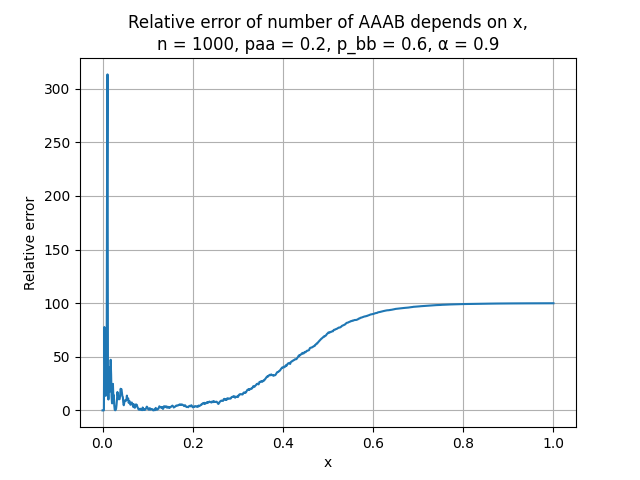 Relative error of number of AAAB depends on x,
n = 1000, paa = 0.2, p_bb = 0.6, α = 0.9
300
250
200
150
100
50
0
Relative error
0.0 0.2 0.4 0.6 0.8 1.0
x